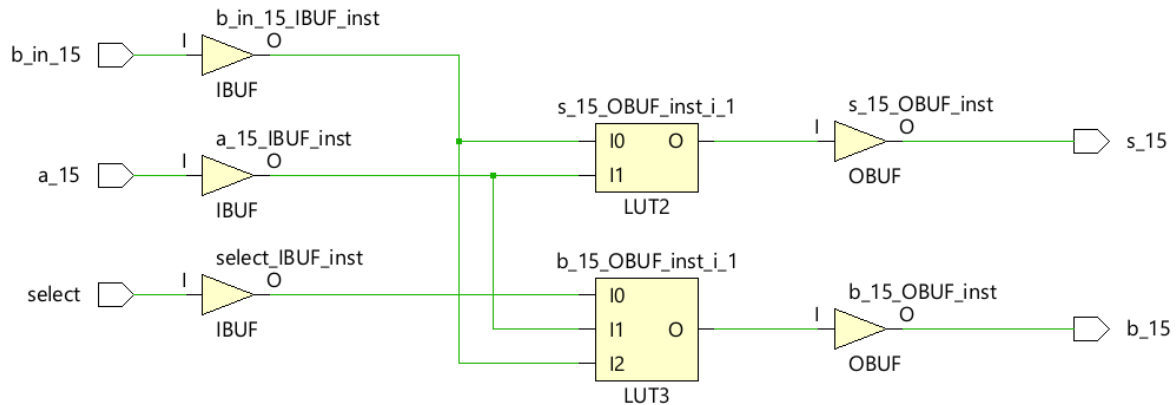 b_in_15_IBUF_inst
b_in_15
I
O
IBUF
a_15_IBUF_inst
a_15
I
O
IBUF
select_IBUF_inst
select
I
O
IBUF
s_15_OBUF_inst_i_1
I0
O
I1
LUT2
s_15_OBUF_inst
I
O
s_15
OBUF
b_15_OBUF_inst_i_1
I0
I1
O
I2
LUT3
b_15_OBUF_inst
I
O
b_15
OBUF